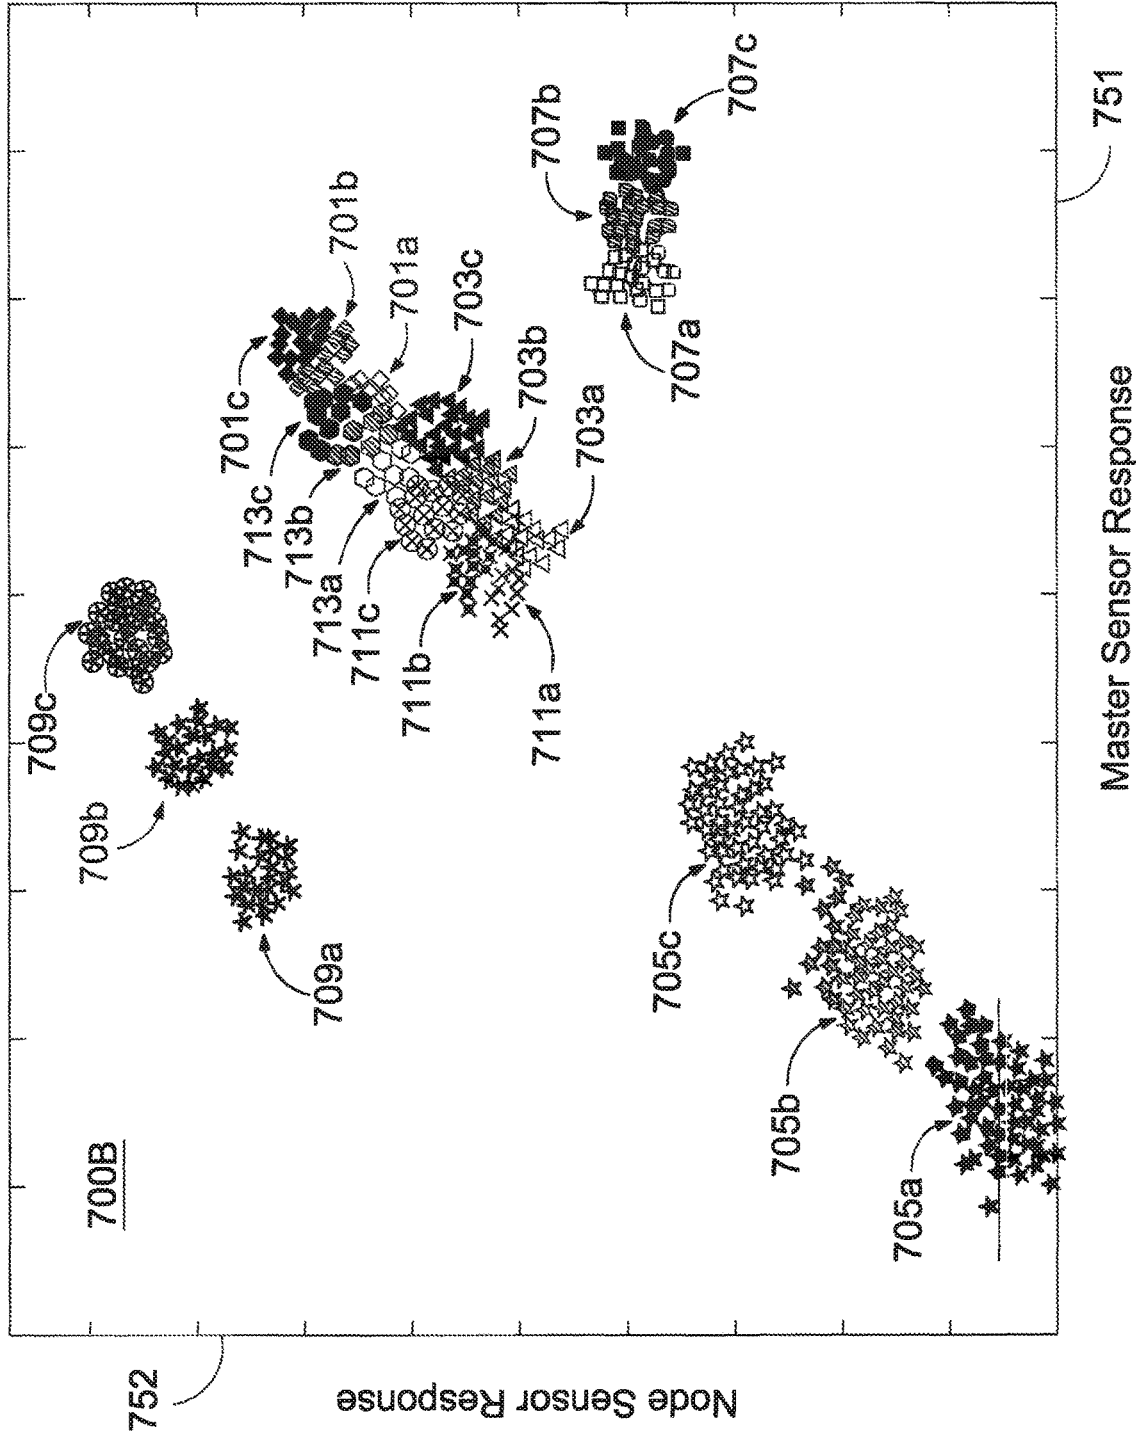 700B
752
Node Sensor Response
709c
709b
709a
701c
713c
713b
713a
711c
711b
711a
701b
701a
703c
703b
703a
707b
707c
707a
705c
705b
705a
751
Master Sensor Response